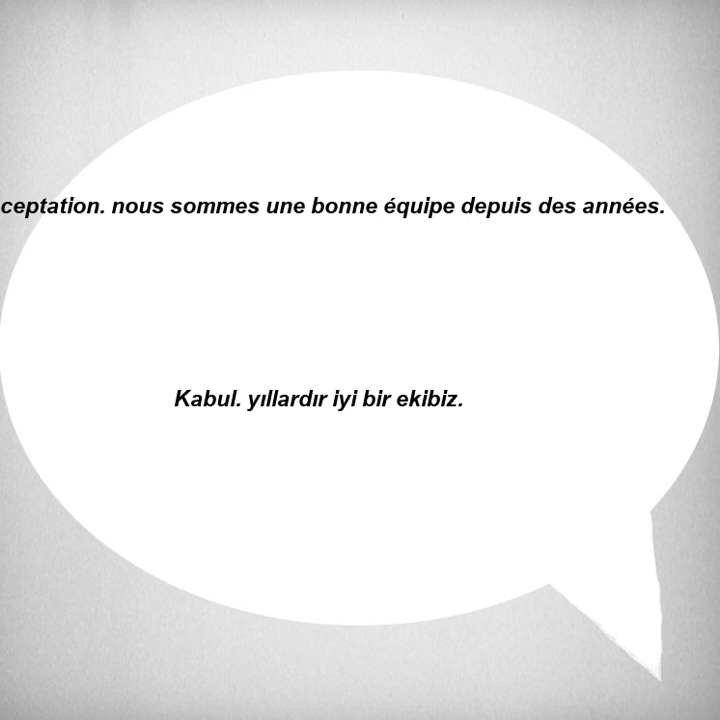 ceptation. nous sommes une bonne équipe depuis des années.
Kabul. yıllardır iyi bir ekibiz.